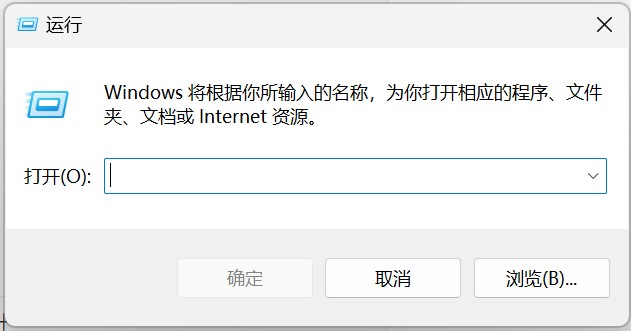 运行
Windows 将根据你所输入的名称，为你打开相应的程序、文件
夹、文档或 Internet 资源。
打开(O):
确定
取消
浏览(B)...